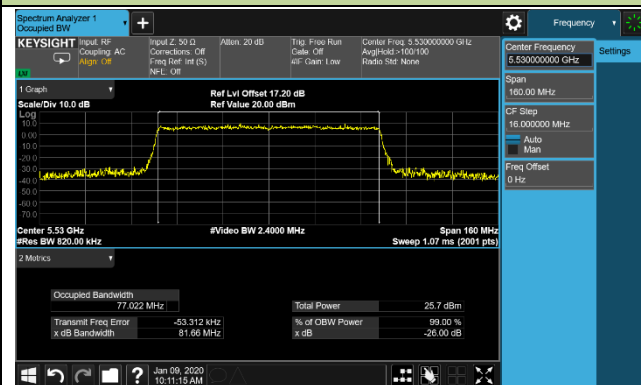 Spectrum Analyzer 1
Occupied BW
Frequency
KEYSIGHT
Input: RF
Coupling: AC
Align: Off
Input Z: 50 Ω
Corrections: Off
Freq Ref: Int (S)
NFE: Off
Atten: 20 dB
Trig: Free Run
Gate: Off
#IF Gain: Low
Center Freq: 5.530000000 GHz
Avg|Hold:>100/100
Radio Std: None
LXI
Center Frequency
5.530000000 GHz
Settings
Span
160.00 MHz
CF Step
16.000000 MHz
Auto
Man
Freq Offset
0 Hz
1 Graph
Scale/Div 10.0 dB
Ref Lvl Offset 17.20 dB
Ref Value 20.00 dBm
Log
10.0
0.00
-10.0
-20.0
-30.0
-40.0
-50.0
-60.0
-70.0
Center 5.53 GHz
#Res BW 820.00 kHz
#Video BW 2.4000 MHz
Span 160 MHz
Sweep 1.07 ms (2001 pts)
2 Metrics
Occupied Bandwidth
77.022 MHz
Total Power 25.7 dBm
Transmit Freq Error -53.312 kHz
% of OBW Power 99.00 %
x dB Bandwidth 81.66 MHz
x dB -26.00 dB
?
Jan 09, 2020
10:11:15 AM